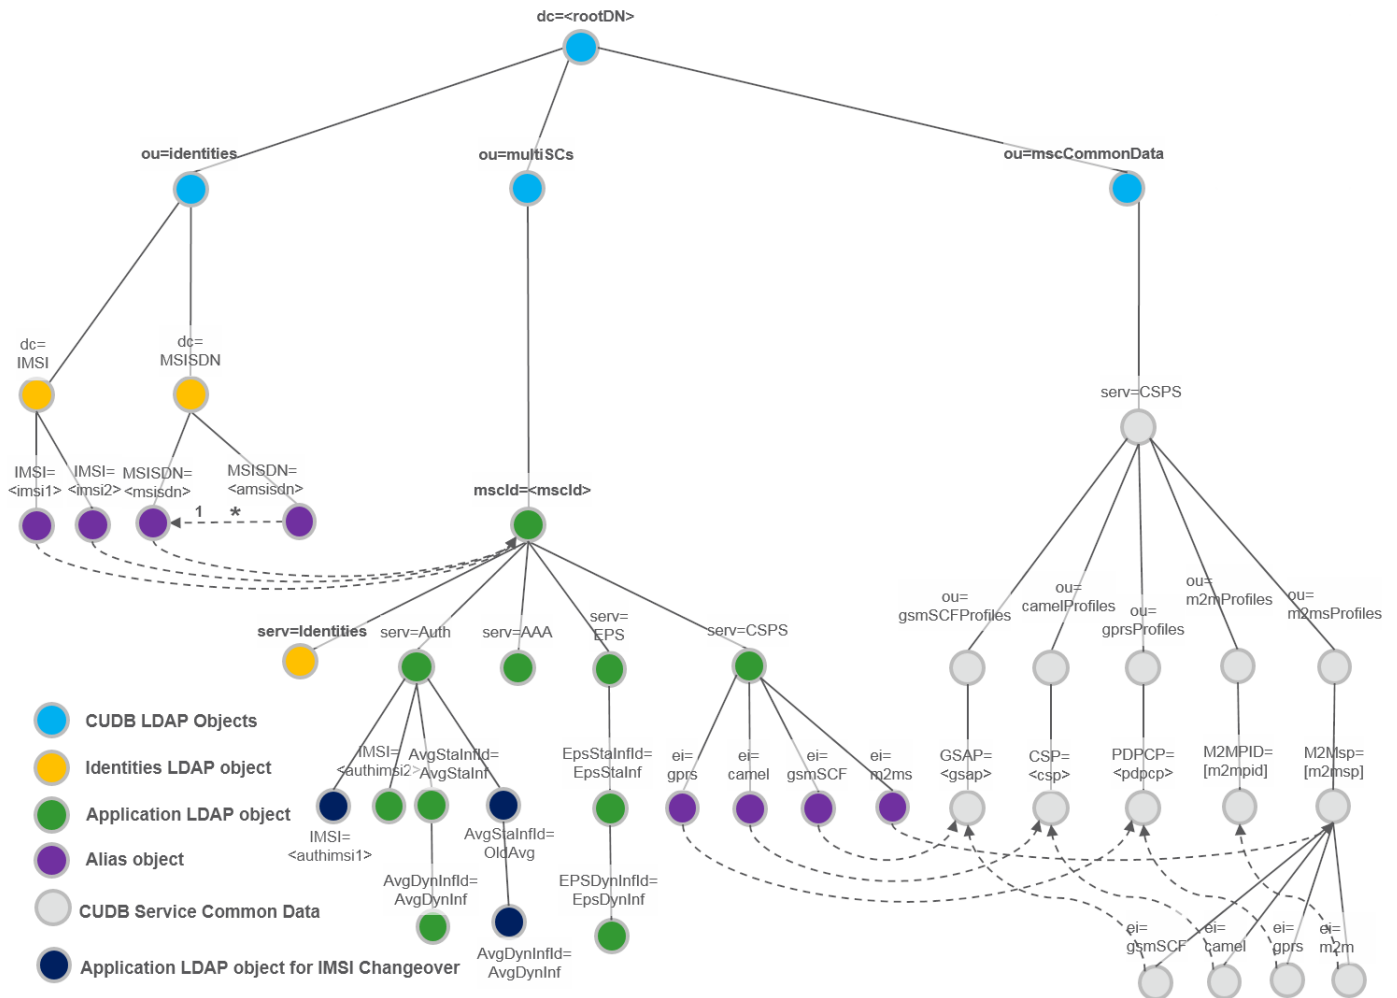 dc=<rootDN>
ou=identities
ou=multiSCs
ou=mscCommonData
dc=
IMSI
dc=
MSISDN
serv=CSPS
IMSI=
<imsi1>
IMSI=
<imsi2>
MSISDN=
<msisdn>
MSISDN=
<amsisdn>
1
*
mscId=<mscId>
ou=
gsmSCFProfiles
ou=
camelProfiles
ou=
gprsProfiles
ou=
m2mProfiles
ou=
m2msProfiles
serv=Identities
serv=Auth
serv=AAA
serv=
EPS
serv=CSPS
IMSI=
<authimsi2>
AvgStaInfId=
AvgStaInf
EpsStaInfId=
EpsStaInf
ei=
gprs
ei=
camel
ei=
gsmSCF
ei=
m2ms
GSAP=
<gsap>
CSP=
<csp>
PDPCP=
<pdpcp>
M2MPID=
[m2mpid]
M2Msp=
[m2msp]
IMSI=
<authimsi1>
AvgStaInfId=
OldAvg
AvgDynInfId=
AvgDynInf
EPSDynInfId=
EpsDynInf
AvgDynInfId=
AvgDynInf
ei=
gsmSCF
ei=
camel
ei=
gprs
ei=
m2m
CUDB LDAP Objects
Identities LDAP object
Application LDAP object
Alias object
CUDB Service Common Data
Application LDAP object for IMSI Changeover